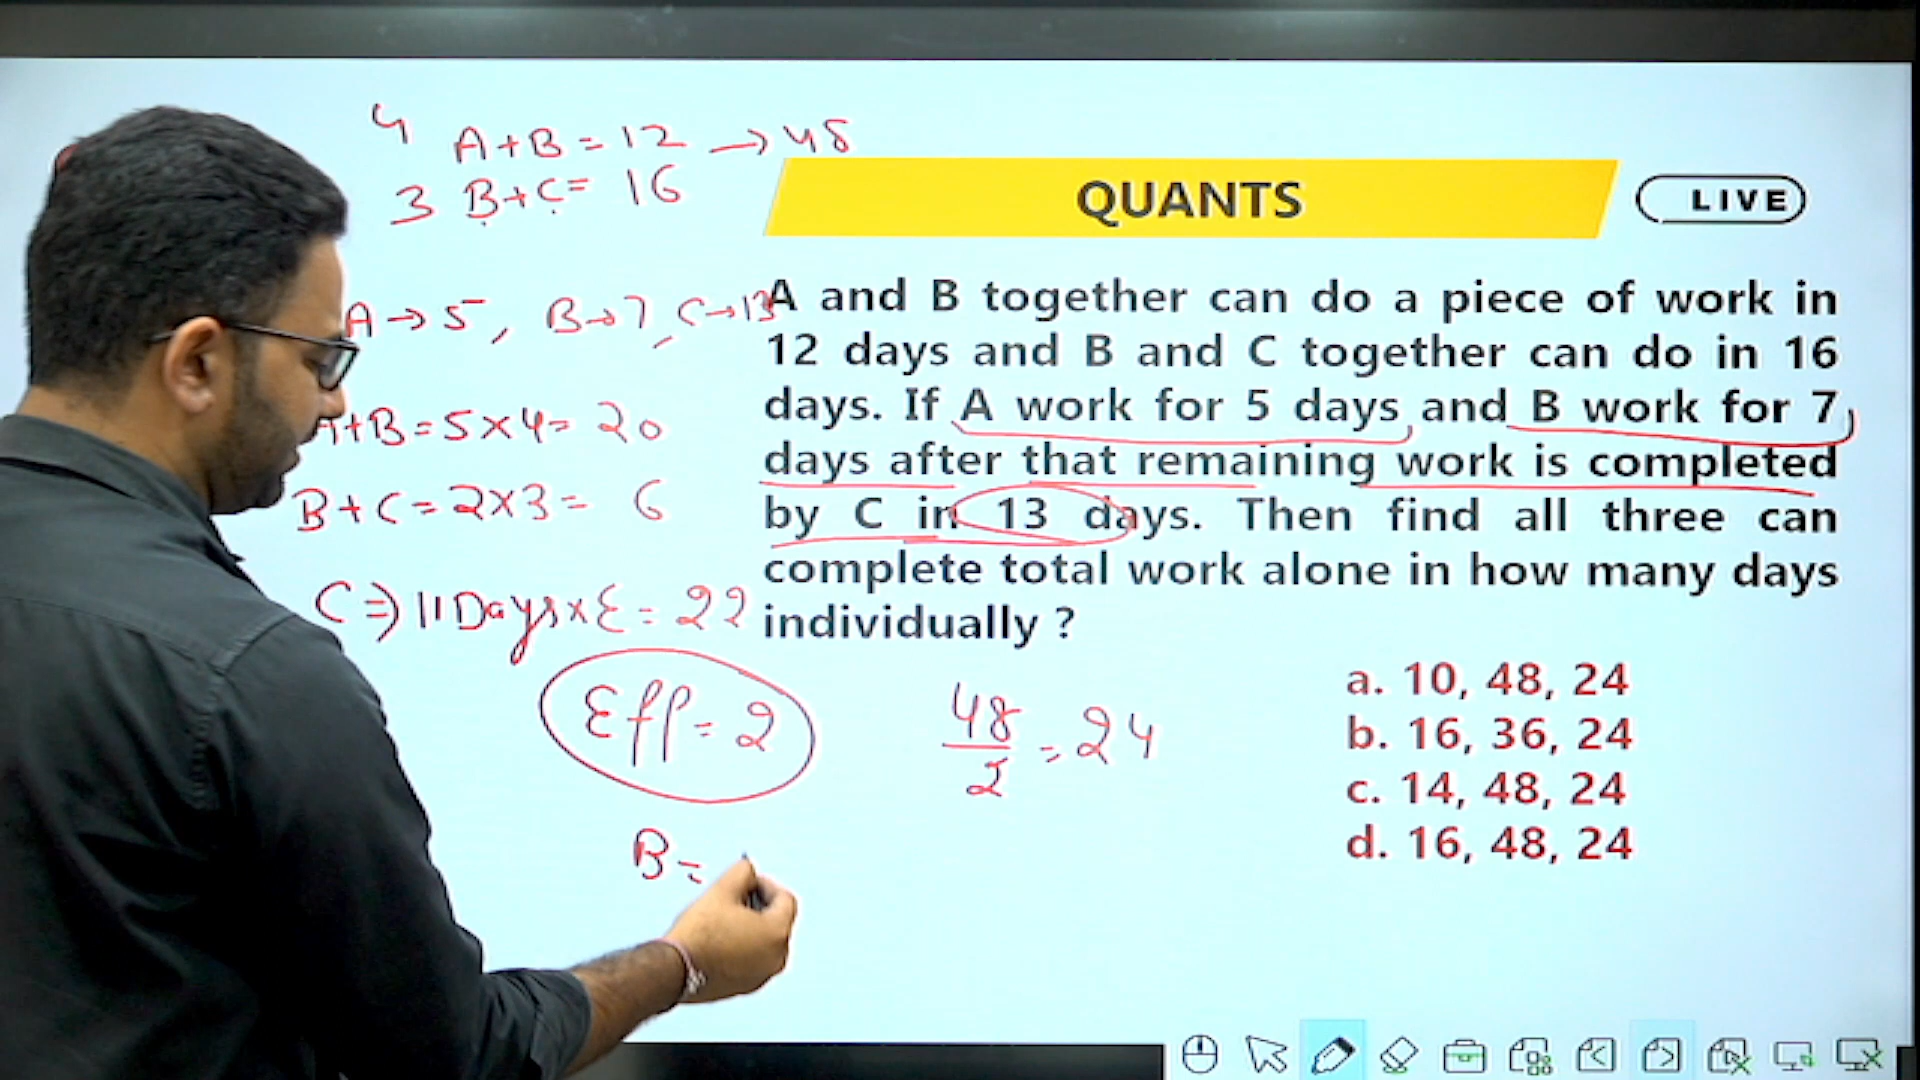 4 A+B=12 → 48
3 B+C= 16
QUANTS
LIVE
A→5, B→7, C→13
A and B together can do a piece of work in
12 days and B and C together can do in 16
days. If A work for 5 days and B work for 7
days after that remaining work is completed
by C in 13 days. Then find all three can
complete total work alone in how many days
individually ?
A+B=5×4= 20
B+C=2×3= 6
C⇒11Days×E=22
Eff=2
48/2=24
B=
a. 10, 48, 24
b. 16, 36, 24
c. 14, 48, 24
d. 16, 48, 24